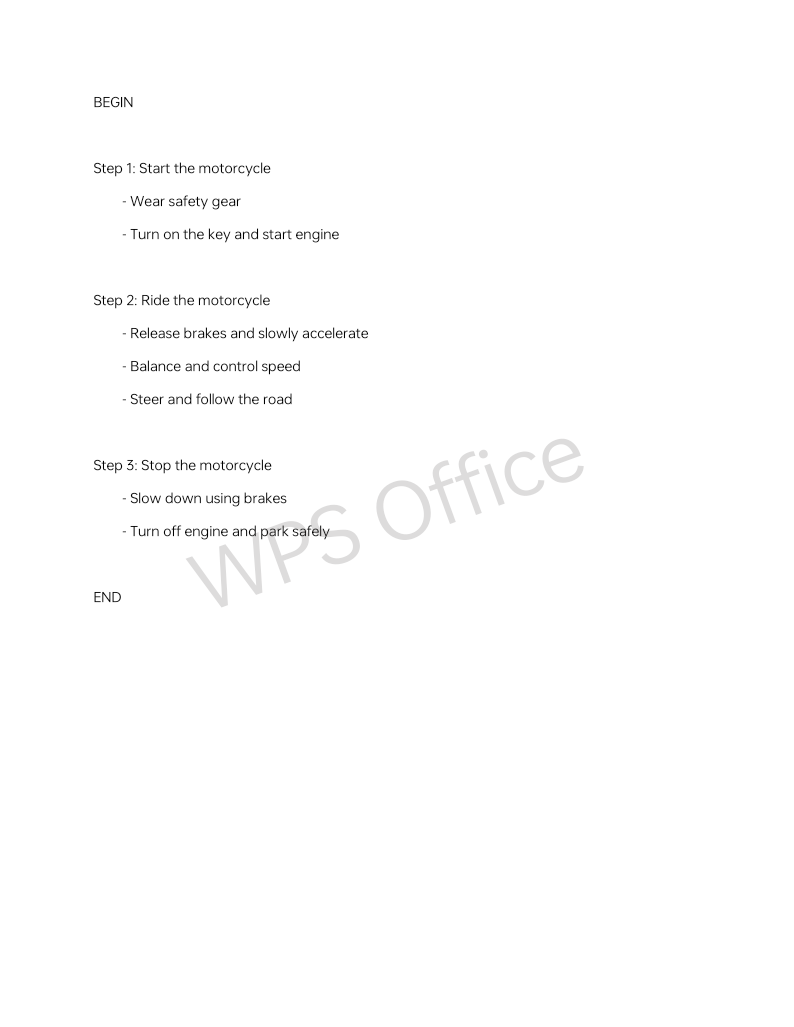 BEGIN
Step 1: Start the motorcycle
- Wear safety gear
- Turn on the key and start engine
Step 2: Ride the motorcycle
- Release brakes and slowly accelerate
- Balance and control speed
- Steer and follow the road
Step 3: Stop the motorcycle
- Slow down using brakes
- Turn off engine and park safely
END
WPS Office